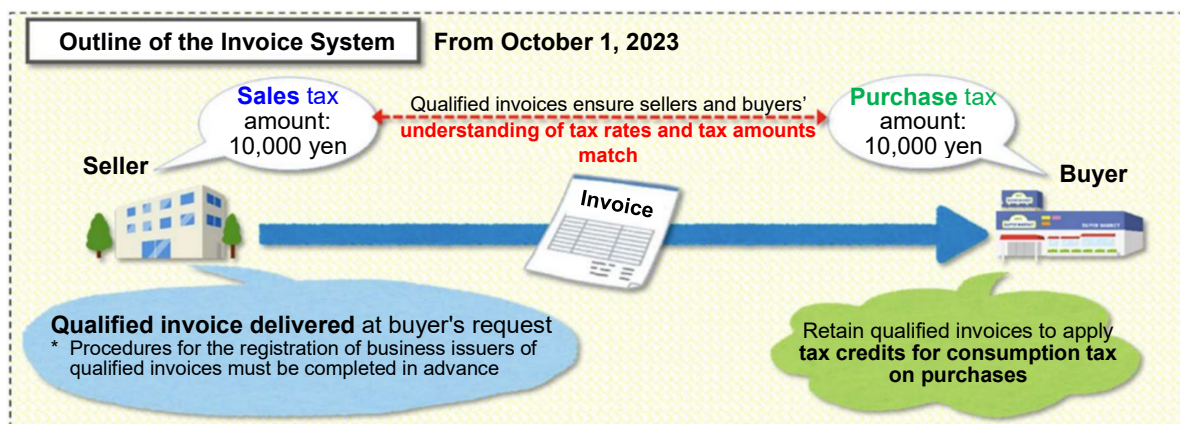 Outline of the Invoice System
From October 1, 2023
Sales tax
amount:
10,000 yen
Qualified invoices ensure sellers and buyers'
understanding of tax rates and tax amounts
match
Purchase tax
amount:
10,000 yen
Seller
Invoice
Buyer
SUPER MARKET
Qualified invoice delivered at buyer's request
* Procedures for the registration of business issuers of
qualified invoices must be completed in advance
Retain qualified invoices to apply
tax credits for consumption tax
on purchases